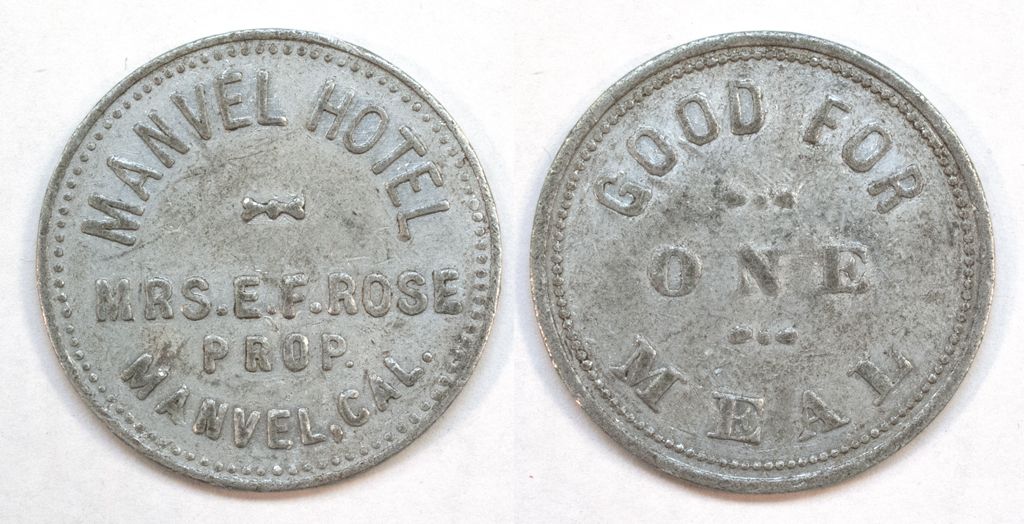 MANVEL HOTEL
MRS.E.F.ROSE
PROP.
MANVEL,CAL.
GOOD FOR
ONE
MEAL